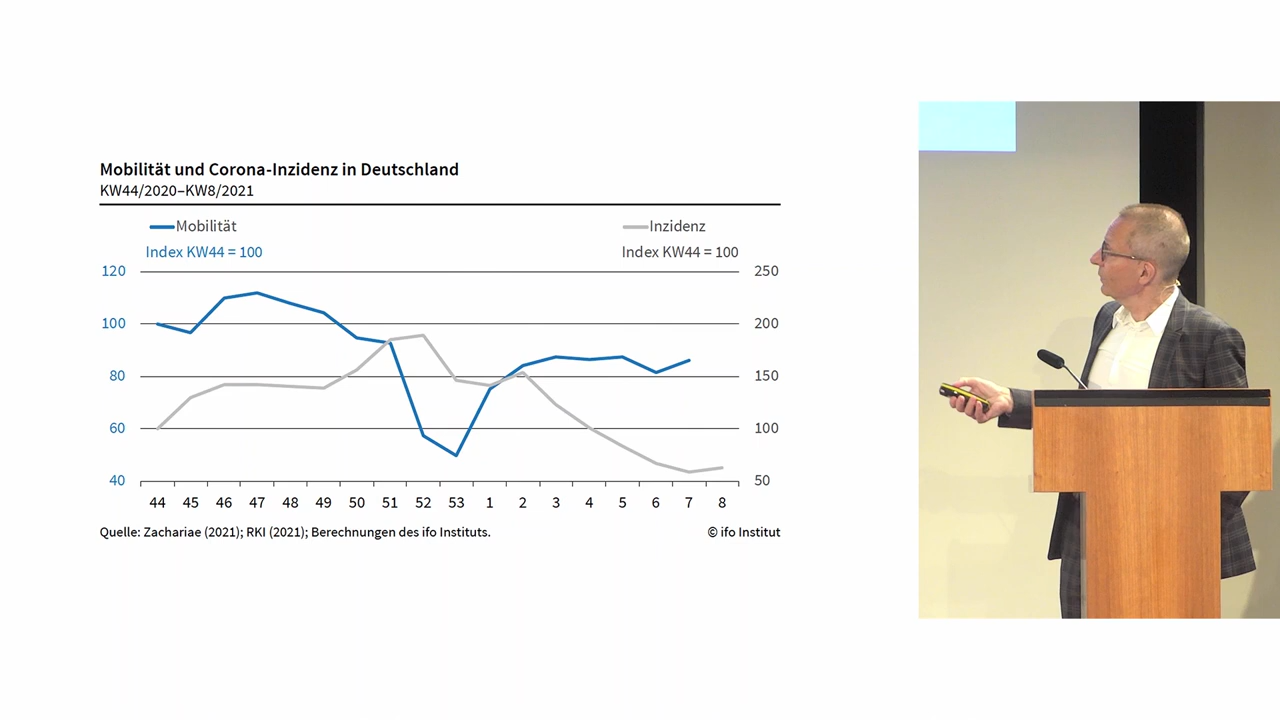 Mobilität und Corona-Inzidenz in Deutschland
KW44/2020–KW8/2021
Mobilität Inzidenz
Index KW44 = 100 Index KW44 = 100
120 250
100 200
80 150
60 100
40 50
44 45 46 47 48 49 50 51 52 53 1 2 3 4 5 6 7 8
Quelle: Zachariae (2021); RKI (2021); Berechnungen des ifo Instituts. © ifo Institut